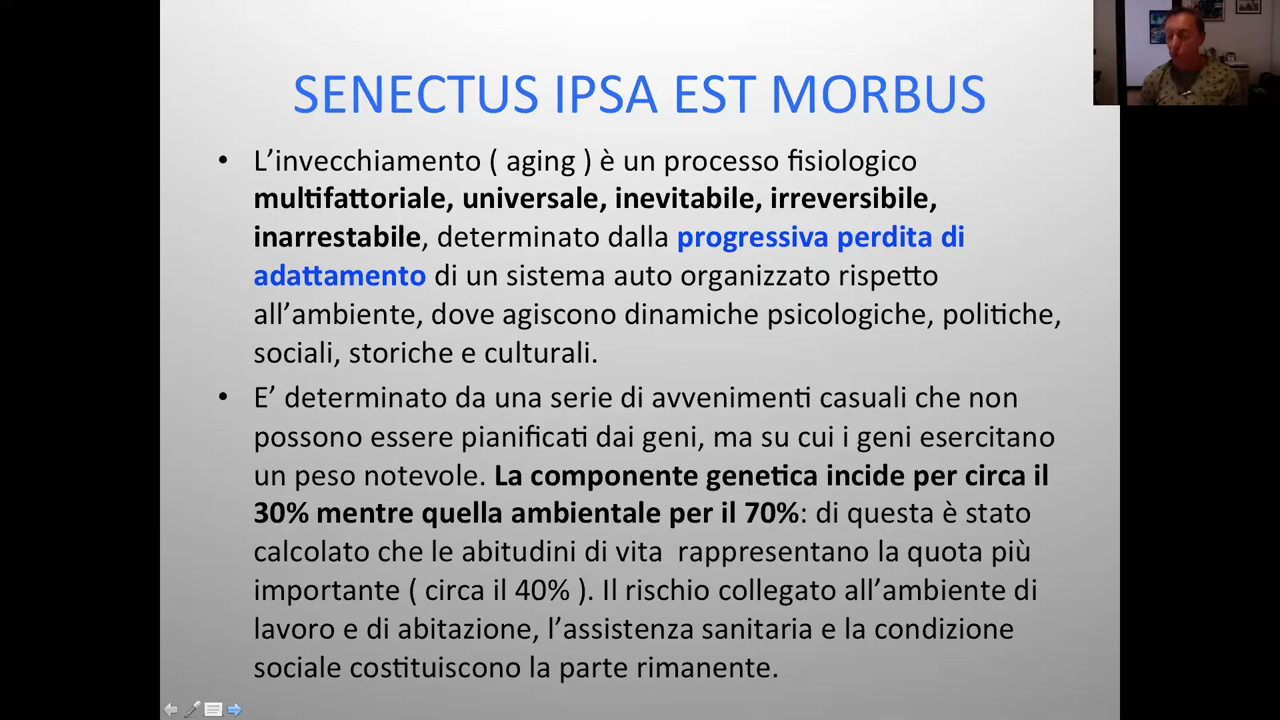 SENECTUS IPSA EST MORBUS
• L’invecchiamento ( aging ) è un processo fisiologico
multifattoriale, universale, inevitabile, irreversibile,
inarrestabile, determinato dalla progressiva perdita di
adattamento di un sistema auto organizzato rispetto
all’ambiente, dove agiscono dinamiche psicologiche, politiche,
sociali, storiche e culturali.
• E’ determinato da una serie di avvenimenti casuali che non
possono essere pianificati dai geni, ma su cui i geni esercitano
un peso notevole. La componente genetica incide per circa il
30% mentre quella ambientale per il 70%: di questa è stato
calcolato che le abitudini di vita  rappresentano la quota più
importante ( circa il 40% ). Il rischio collegato all’ambiente di
lavoro e di abitazione, l’assistenza sanitaria e la condizione
sociale costituiscono la parte rimanente.